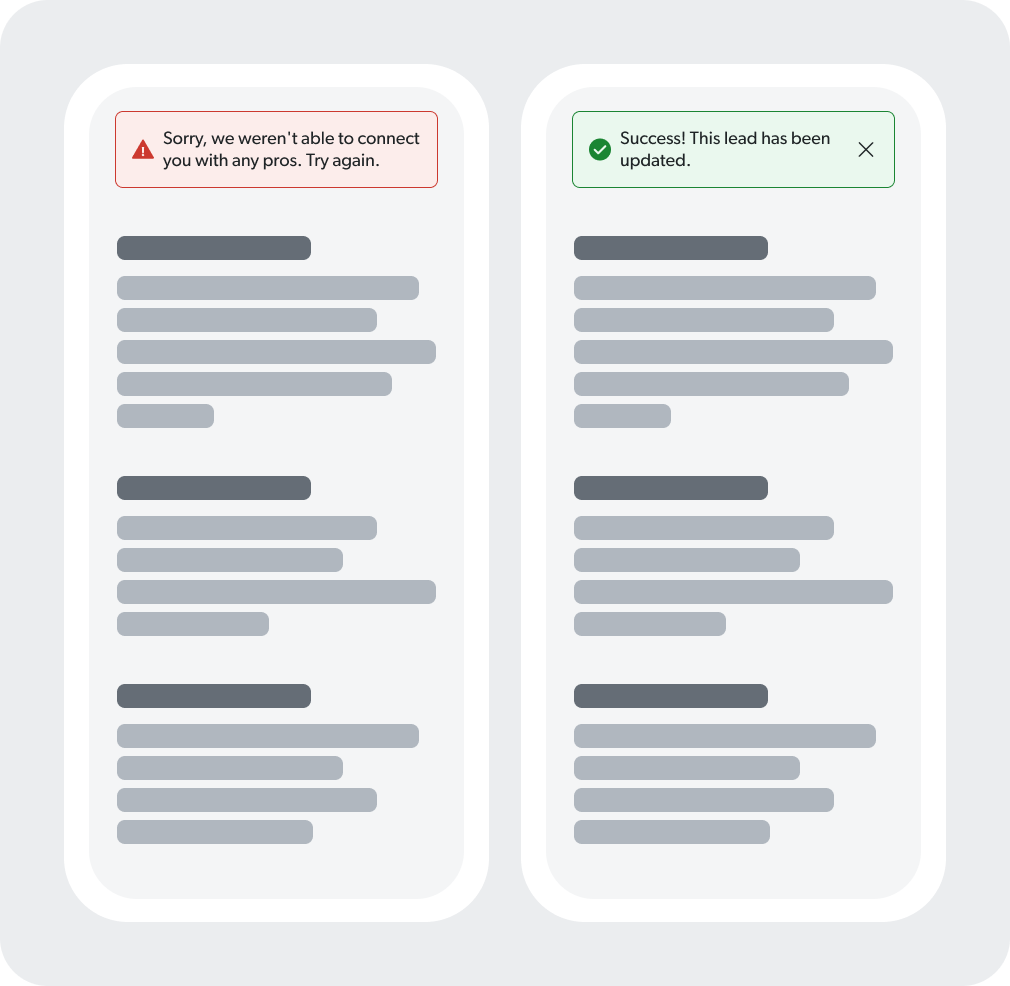 Sorry, we weren't able to connect
you with any pros. Try again.
Success! This lead has been
updated.